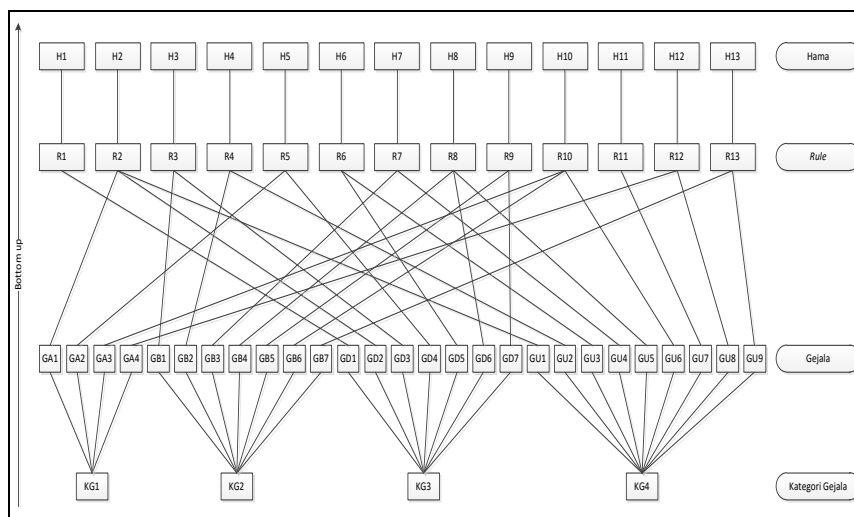 H1 H2 H3 H4 H5 H6 H7 H8 H9 H10 H11 H12 H13 Hama
R1 R2 R3 R4 R5 R6 R7 R8 R9 R10 R11 R12 R13 Rule
Bottom up
GA1 GA2 GA3 GA4 GB1 GB2 GB3 GB4 GB5 GB6 GB7 GD1 GD2 GD3 GD4 GD5 GD6 GD7 GU1 GU2 GU3 GU4 GU5 GU6 GU7 GU8 GU9 Gejala
KG1 KG2 KG3 KG4 Kategori Gejala